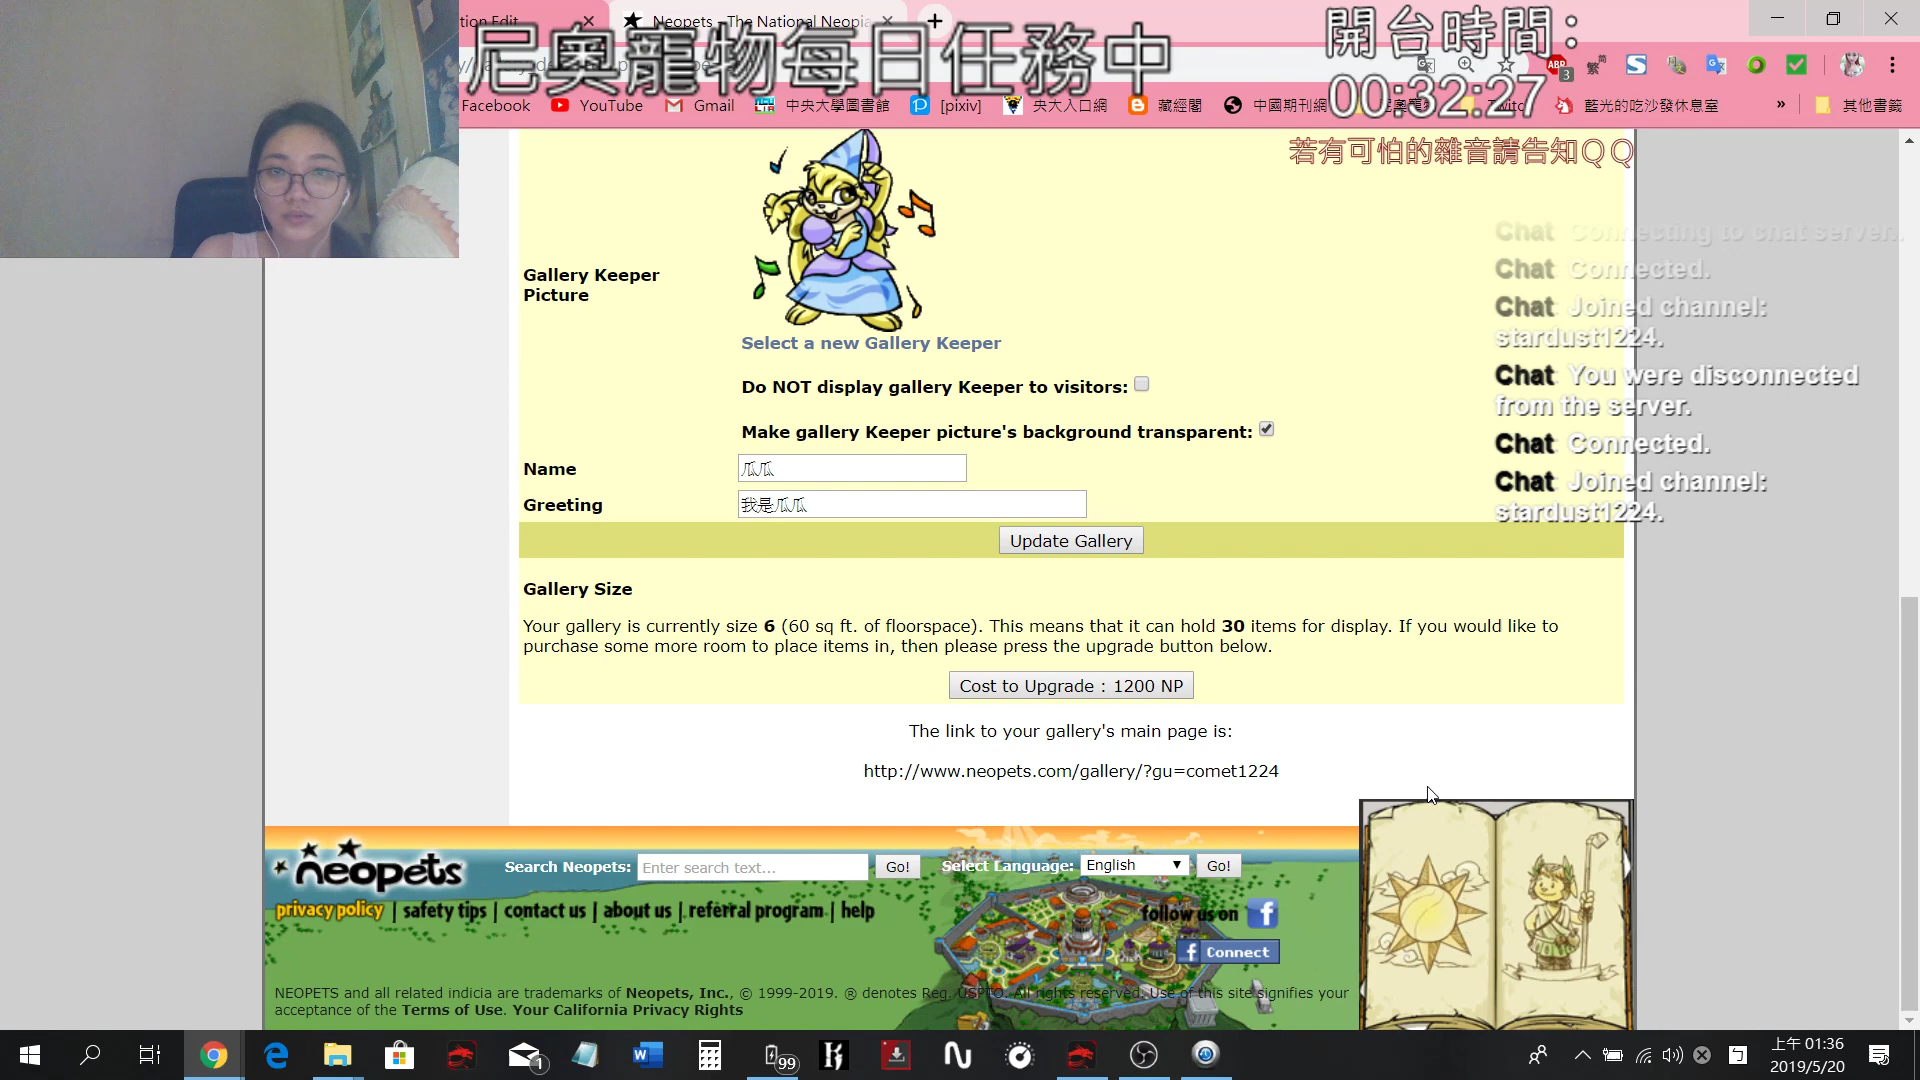 tion Edit
Neopets - The National Neopia
尼奧寵物每日任務中
開台時間：
00:32:27
Facebook YouTube Gmail 中央大學圖書館 [pixiv] 央大入口網 藏經閣 中國期刊網 藍光的吃沙發休息室 » 其他書籤
若有可怕的雜音請告知QQ
Gallery Keeper
Picture
Select a new Gallery Keeper
Do NOT display gallery Keeper to visitors:
Make gallery Keeper picture's background transparent:
Name 瓜瓜
Greeting 我是瓜瓜
Update Gallery
Chat Connecting to chat server..
Chat Connected.
Chat Joined channel:
stardust1224.
Chat You were disconnected
from the server.
Chat Connected.
Chat Joined channel:
stardust1224.
Gallery Size
Your gallery is currently size 6 (60 sq ft. of floorspace). This means that it can hold 30 items for display. If you would like to
purchase some more room to place items in, then please press the upgrade button below.
Cost to Upgrade : 1200 NP
The link to your gallery's main page is:
http://www.neopets.com/gallery/?gu=comet1224
neopets
Search Neopets: Enter search text... Go! Select Language: English Go!
privacy policy | safety tips | contact us | about us | referral program | help
follow us on
Connect
NEOPETS and all related indicia are trademarks of Neopets, Inc., © 1999-2019. ® denotes Reg. USPTO. All rights reserved. Use of this site signifies your
acceptance of the Terms of Use. Your California Privacy Rights
上午 01:36
2019/5/20